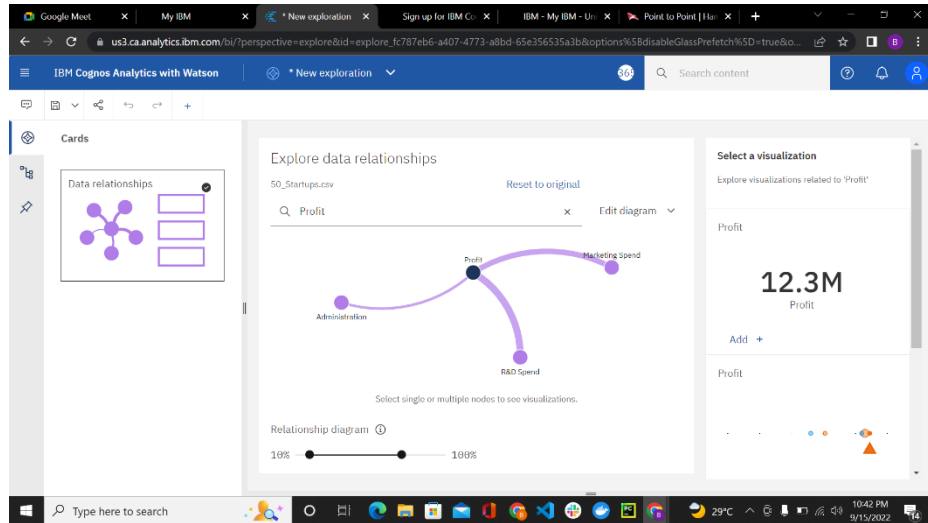 Google Meet
My IBM
* New exploration
Sign up for IBM Co
IBM - My IBM - Un
Point to Point | Han
us3.ca.analytics.ibm.com/bi/?perspective=explore&id=explore_fc787eb6-a407-4773-a8bd-65e356535a3b&options%5BdisableGlassPrefetch%5D=true&o...
B
IBM Cognos Analytics with Watson
* New exploration
365
Search content
Cards
Data relationships
Explore data relationships
50_Startups.csv
Reset to original
Profit
Edit diagram
Profit
Marketing Spend
Administration
R&D Spend
Select single or multiple nodes to see visualizations.
Relationship diagram
10%
100%
Select a visualization
Explore visualizations related to 'Profit'
Profit
12.3M
Profit
Add +
Profit
Type here to search
29°C
10:42 PM
9/15/2022
14